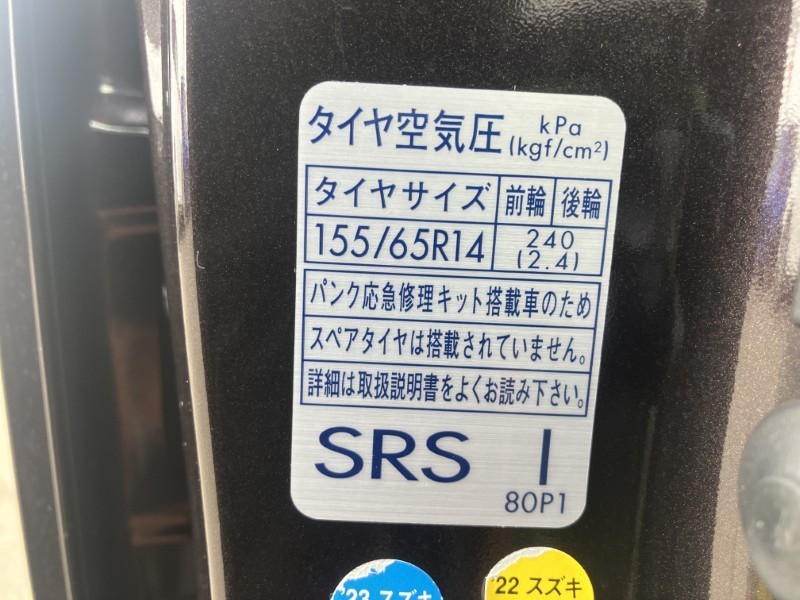 タイヤ空気圧 kPa
(kgf/cm²)
タイヤサイズ 前輪 後輪
155/65R14 240
(2.4)
パンク応急修理キット搭載車のため
スペアタイヤは搭載されていません。
詳細は取扱説明書をよくお読み下さい。
SRS I
80P1
'23 スズキ
'22 スズキ